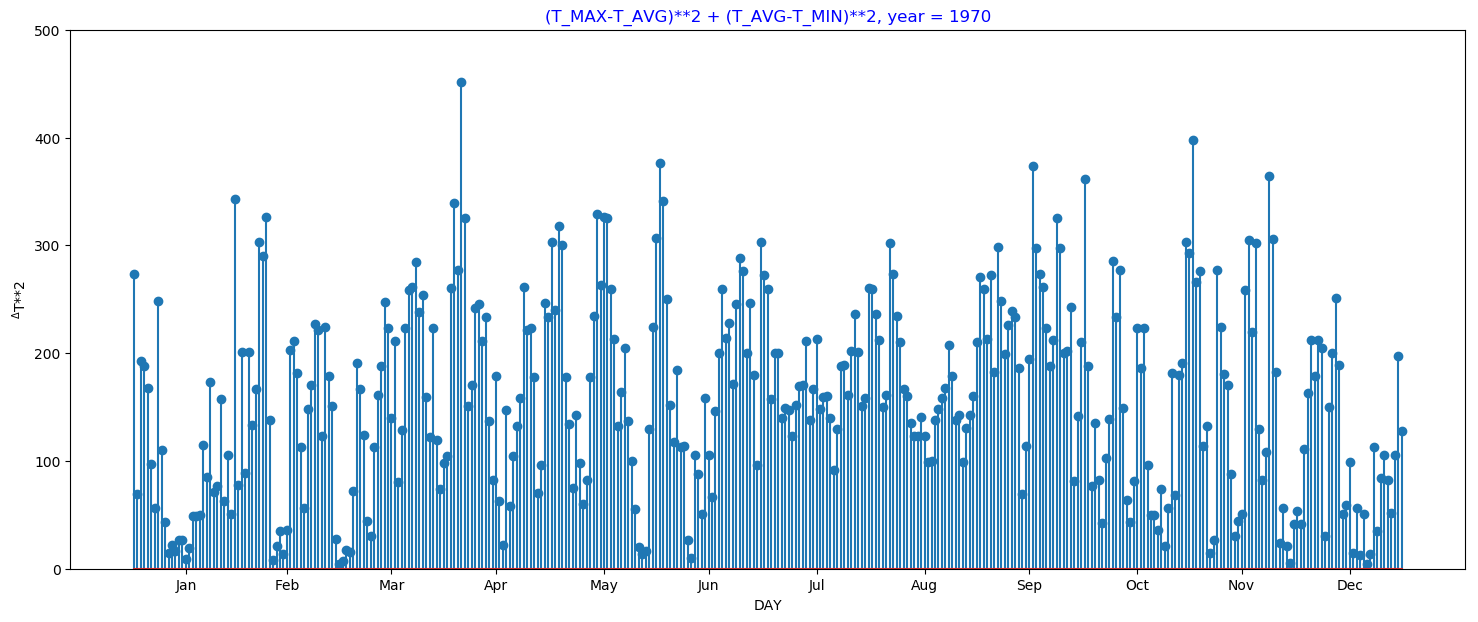 (T_MAX-T_AVG)**2 + (T_AVG-T_MIN)**2, year = 1970
500
400
300
200
100
0
ΔT**2
Jan Feb Mar Apr May Jun Jul Aug Sep Oct Nov Dec
DAY